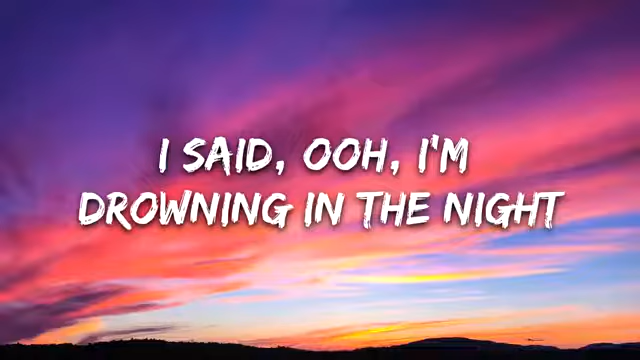 I SAID, OOH, I'M
DROWNING IN THE NIGHT